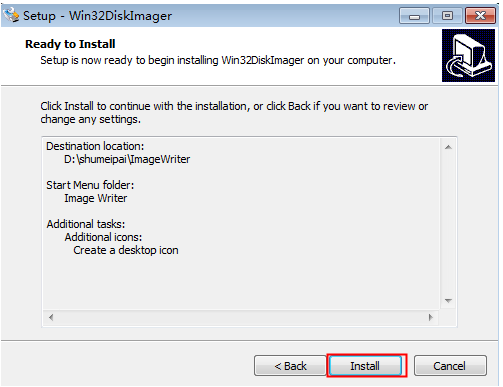 Setup - Win32DiskImager
Ready to Install
Setup is now ready to begin installing Win32DiskImager on your computer.
Click Install to continue with the installation, or click Back if you want to review or
change any settings.
Destination location:
D:\shumeipai\ImageWriter
Start Menu folder:
Image Writer
Additional tasks:
Additional icons:
Create a desktop icon
< Back
Install
Cancel